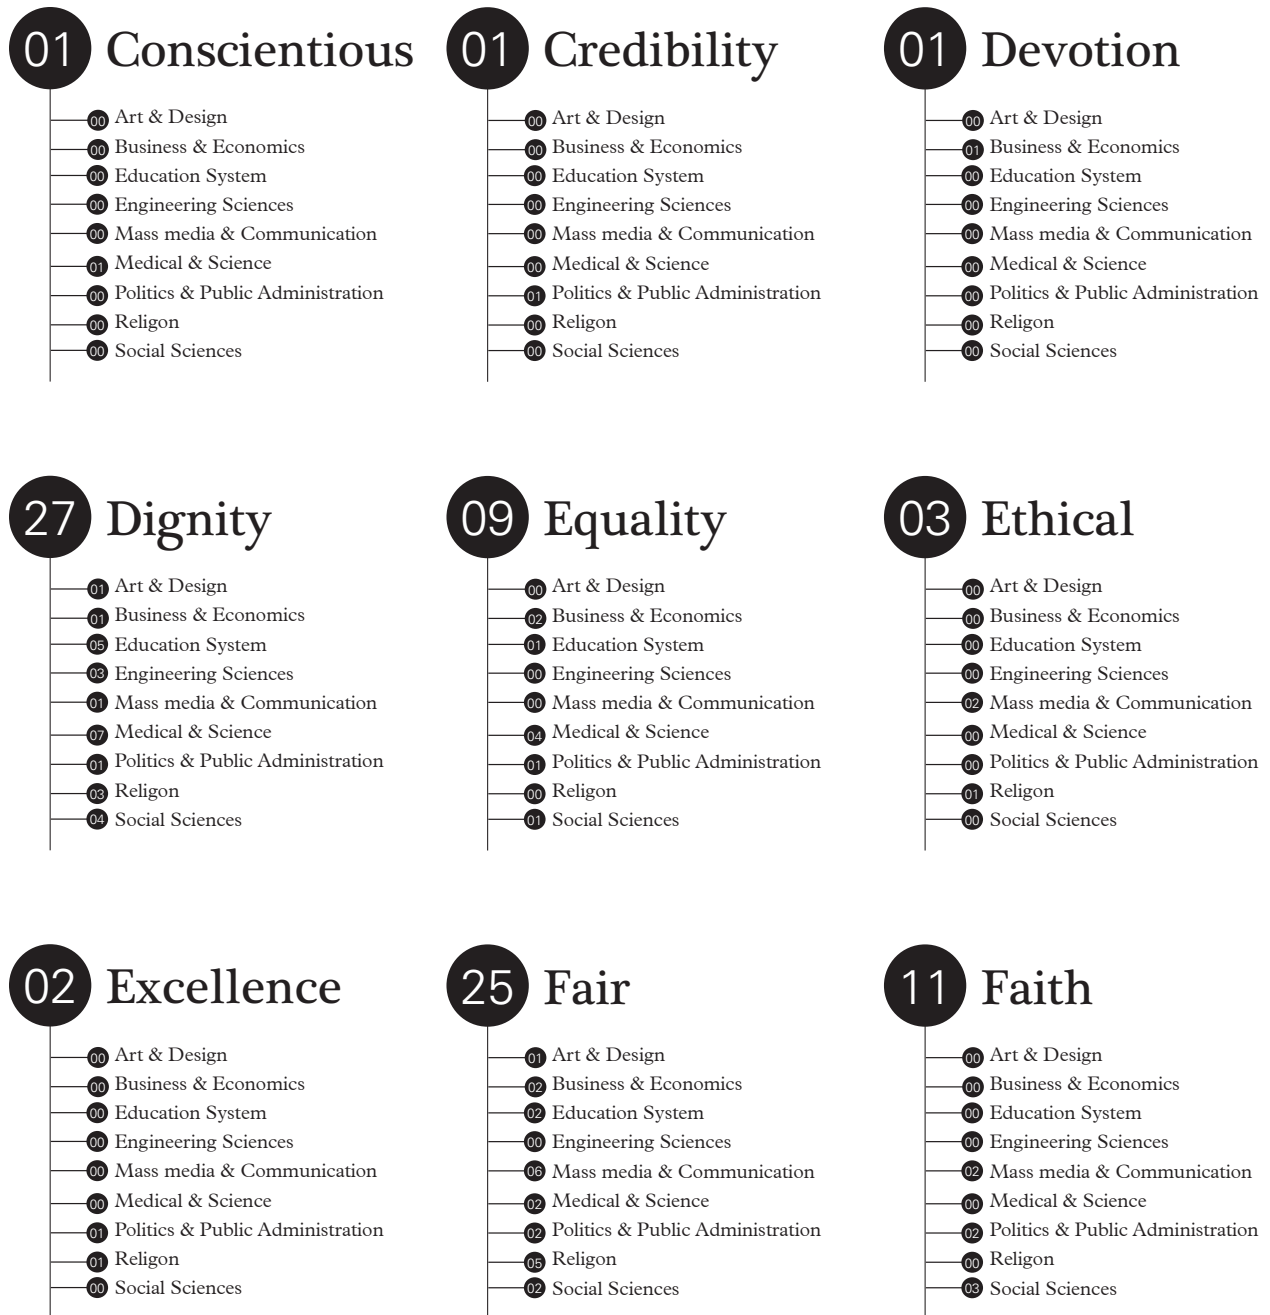 01 Conscientious
00 Art & Design
00 Business & Economics
00 Education System
00 Engineering Sciences
00 Mass media & Communication
01 Medical & Science
00 Politics & Public Administration
00 Religon
00 Social Sciences
01 Credibility
00 Art & Design
00 Business & Economics
00 Education System
00 Engineering Sciences
00 Mass media & Communication
00 Medical & Science
01 Politics & Public Administration
00 Religon
00 Social Sciences
01 Devotion
00 Art & Design
01 Business & Economics
00 Education System
00 Engineering Sciences
00 Mass media & Communication
00 Medical & Science
00 Politics & Public Administration
00 Religon
00 Social Sciences
27 Dignity
01 Art & Design
01 Business & Economics
05 Education System
03 Engineering Sciences
01 Mass media & Communication
07 Medical & Science
01 Politics & Public Administration
03 Religon
04 Social Sciences
09 Equality
00 Art & Design
02 Business & Economics
01 Education System
00 Engineering Sciences
00 Mass media & Communication
04 Medical & Science
01 Politics & Public Administration
00 Religon
01 Social Sciences
03 Ethical
00 Art & Design
00 Business & Economics
00 Education System
00 Engineering Sciences
02 Mass media & Communication
00 Medical & Science
00 Politics & Public Administration
01 Religon
00 Social Sciences
02 Excellence
00 Art & Design
00 Business & Economics
00 Education System
00 Engineering Sciences
00 Mass media & Communication
00 Medical & Science
01 Politics & Public Administration
01 Religon
00 Social Sciences
25 Fair
01 Art & Design
02 Business & Economics
02 Education System
00 Engineering Sciences
06 Mass media & Communication
02 Medical & Science
02 Politics & Public Administration
05 Religon
02 Social Sciences
11 Faith
00 Art & Design
00 Business & Economics
00 Education System
00 Engineering Sciences
02 Mass media & Communication
00 Medical & Science
02 Politics & Public Administration
00 Religon
03 Social Sciences